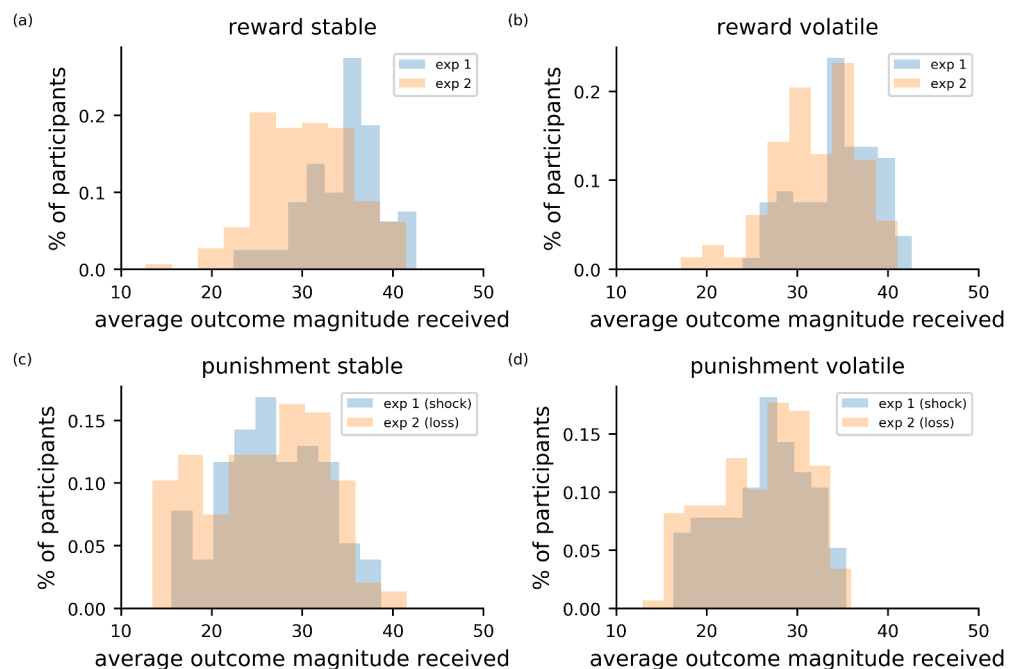 (a)
reward stable
% of participants
0.2
0.1
0.0
exp 1
exp 2
10 20 30 40 50
average outcome magnitude received
(b)
reward volatile
% of participants
0.2
0.1
0.0
exp 1
exp 2
10 20 30 40 50
average outcome magnitude received
(c)
punishment stable
% of participants
0.15
0.10
0.05
0.00
exp 1 (shock)
exp 2 (loss)
10 20 30 40 50
average outcome magnitude received
(d)
punishment volatile
% of participants
0.15
0.10
0.05
0.00
exp 1 (shock)
exp 2 (loss)
10 20 30 40 50
average outcome magnitude received